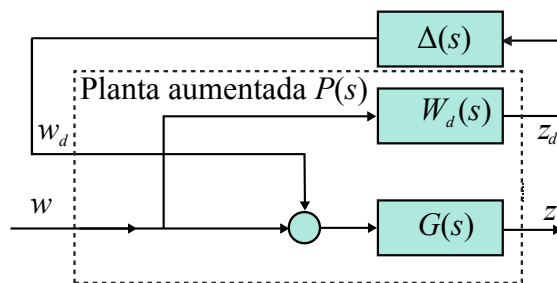 Δ(s)
Planta aumentada P(s)
W_d(s)
w_d
z_d
w
G(s)
z